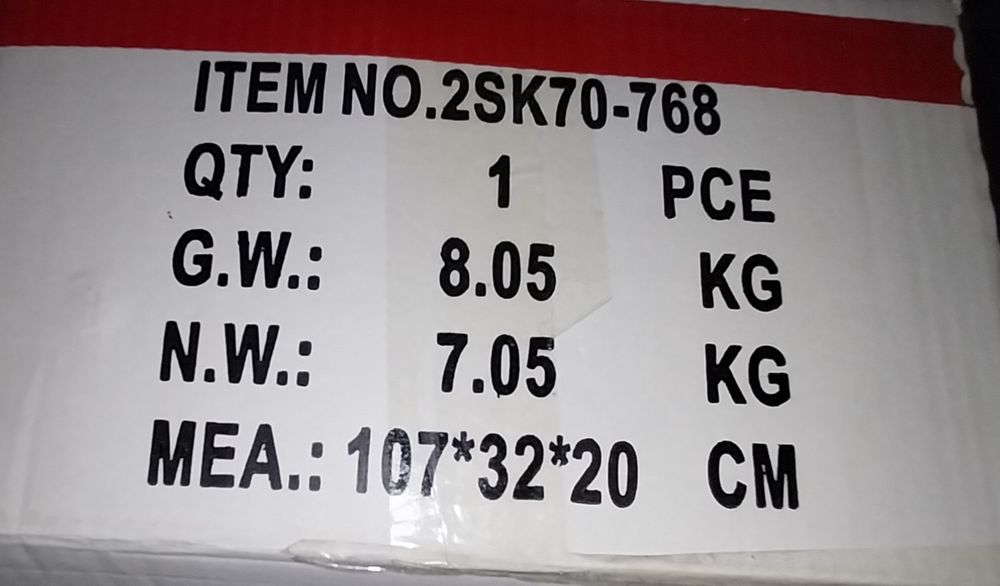 ITEM NO.2SK70-768
QTY: 1 PCE
G.W.: 8.05 KG
N.W.: 7.05 KG
MEA.: 107*32*20 CM